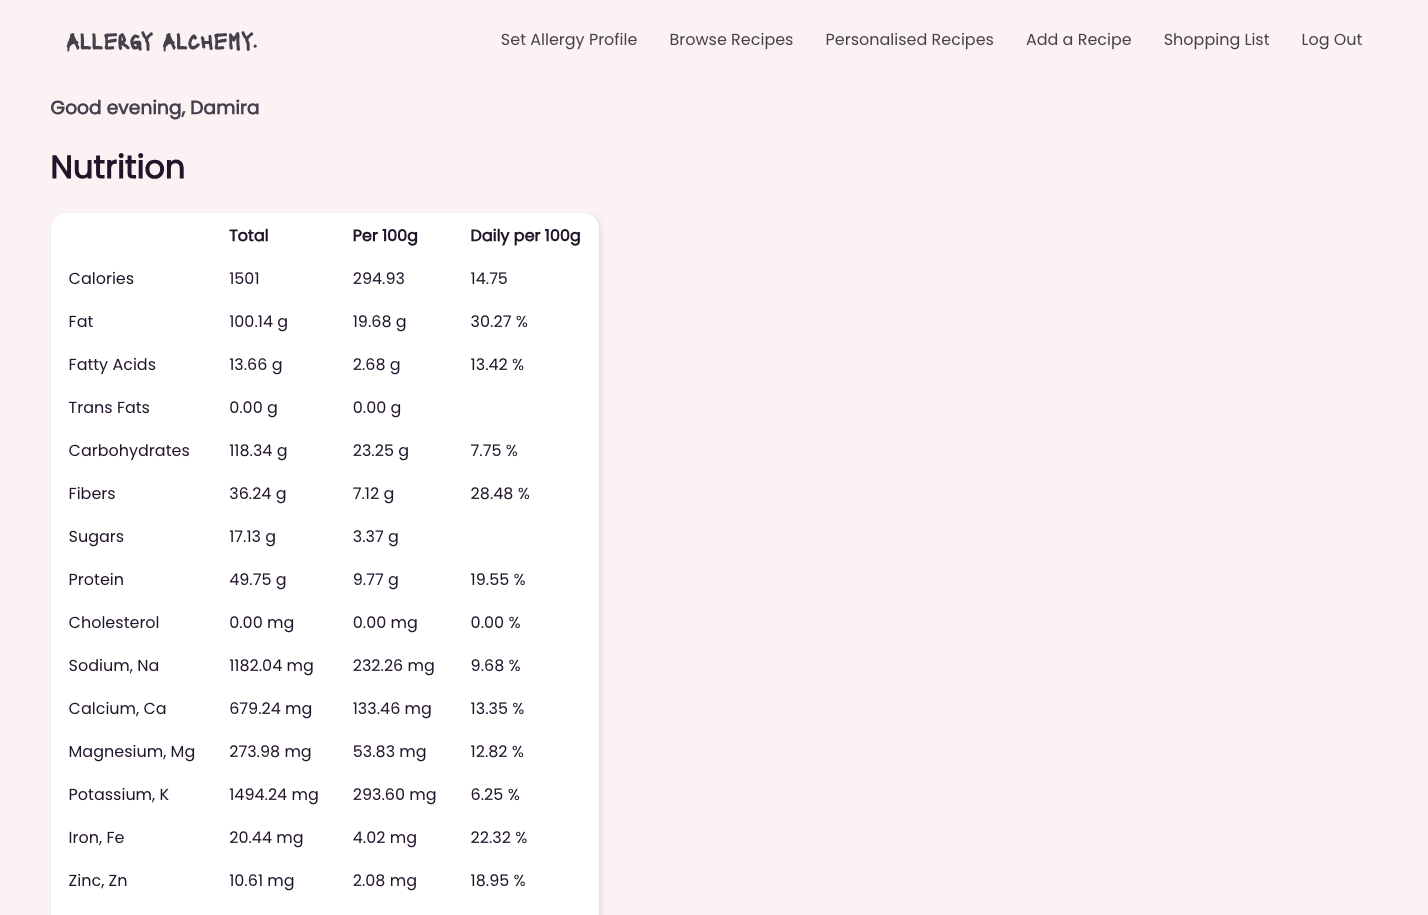 ALLERGY ALCHEMY.
Set Allergy Profile Browse Recipes Personalised Recipes Add a Recipe Shopping List Log Out
Good evening, Damira
Nutrition
Total Per 100g Daily per 100g
Calories 1501 294.93 14.75
Fat 100.14 g 19.68 g 30.27 %
Fatty Acids 13.66 g 2.68 g 13.42 %
Trans Fats 0.00 g 0.00 g
Carbohydrates 118.34 g 23.25 g 7.75 %
Fibers 36.24 g 7.12 g 28.48 %
Sugars 17.13 g 3.37 g
Protein 49.75 g 9.77 g 19.55 %
Cholesterol 0.00 mg 0.00 mg 0.00 %
Sodium, Na 1182.04 mg 232.26 mg 9.68 %
Calcium, Ca 679.24 mg 133.46 mg 13.35 %
Magnesium, Mg 273.98 mg 53.83 mg 12.82 %
Potassium, K 1494.24 mg 293.60 mg 6.25 %
Iron, Fe 20.44 mg 4.02 mg 22.32 %
Zinc, Zn 10.61 mg 2.08 mg 18.95 %